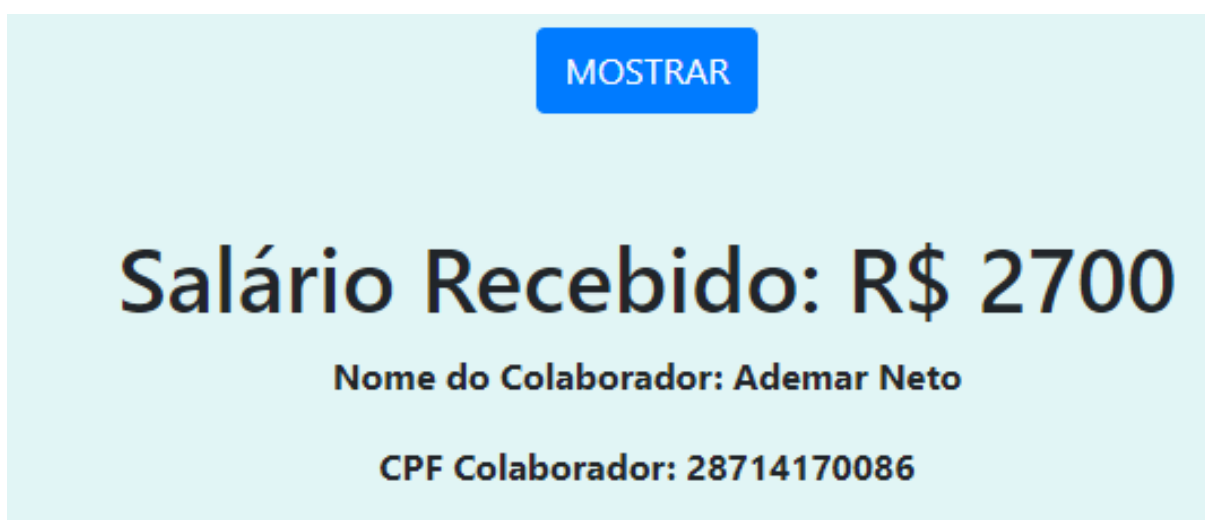 MOSTRAR
Salário Recebido: R$ 2700
Nome do Colaborador: Ademar Neto
CPF Colaborador: 28714170086